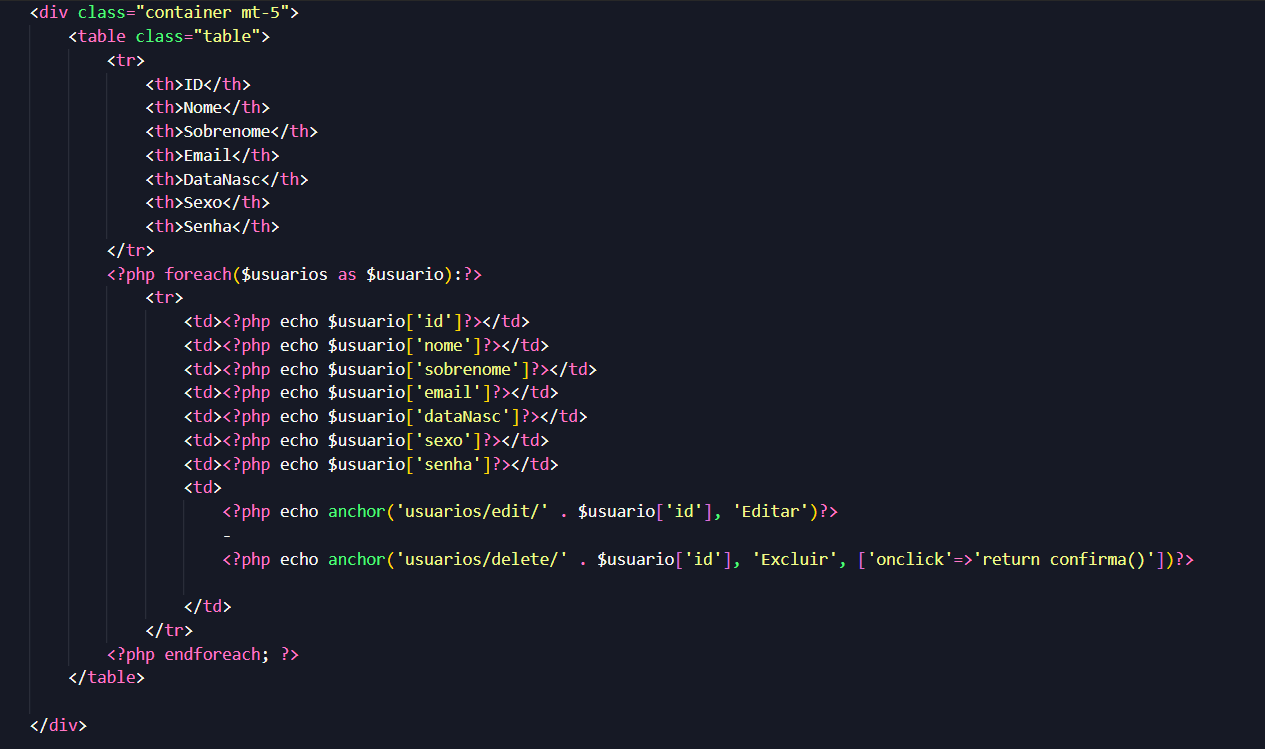 <div class="container mt-5">
    <table class="table">
        <tr>
            <th>ID</th>
            <th>Nome</th>
            <th>Sobrenome</th>
            <th>Email</th>
            <th>DataNasc</th>
            <th>Sexo</th>
            <th>Senha</th>
        </tr>
        <?php foreach($usuarios as $usuario):?>
            <tr>
                <td><?php echo $usuario['id']?></td>
                <td><?php echo $usuario['nome']?></td>
                <td><?php echo $usuario['sobrenome']?></td>
                <td><?php echo $usuario['email']?></td>
                <td><?php echo $usuario['dataNasc']?></td>
                <td><?php echo $usuario['sexo']?></td>
                <td><?php echo $usuario['senha']?></td>
                <td>
                    <?php echo anchor('usuarios/edit/' . $usuario['id'], 'Editar')?>
                    -
                    <?php echo anchor('usuarios/delete/' . $usuario['id'], 'Excluir', ['onclick'=>'return confirma()'])?>
                </td>
            </tr>
        <?php endforeach; ?>
    </table>
</div>